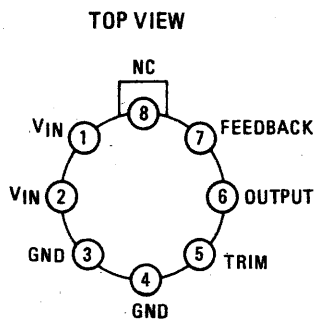 TOP VIEW
NC
8
VIN 1
7 FEEDBACK
VIN 2
6 OUTPUT
GND 3
5 TRIM
4
GND